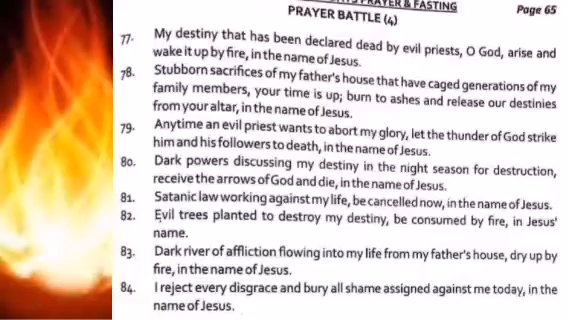 PRAYER & FASTING
PRAYER BATTLE (4)
Page 65
77. My destiny that has been declared dead by evil priests, O God, arise and
wake it up by fire, in the name of Jesus.
78. Stubborn sacrifices of my father's house that have caged generations of my
family members, your time is up; burn to ashes and release our destinies
from your altar, in the name of Jesus.
79. Anytime an evil priest wants to abort my glory, let the thunder of God strike
him and his followers to death, in the name of Jesus.
80. Dark powers discussing my destiny in the night season for destruction,
receive the arrows of God and die, in the name of Jesus.
81. Satanic law working against my life, be cancelled now, in the name of Jesus.
82. Evil trees planted to destroy my destiny, be consumed by fire, in Jesus'
name.
83. Dark river of affliction flowing into my life from my father's house, dry up by
fire, in the name of Jesus.
84. I reject every disgrace and bury all shame assigned against me today, in the
name of Jesus.